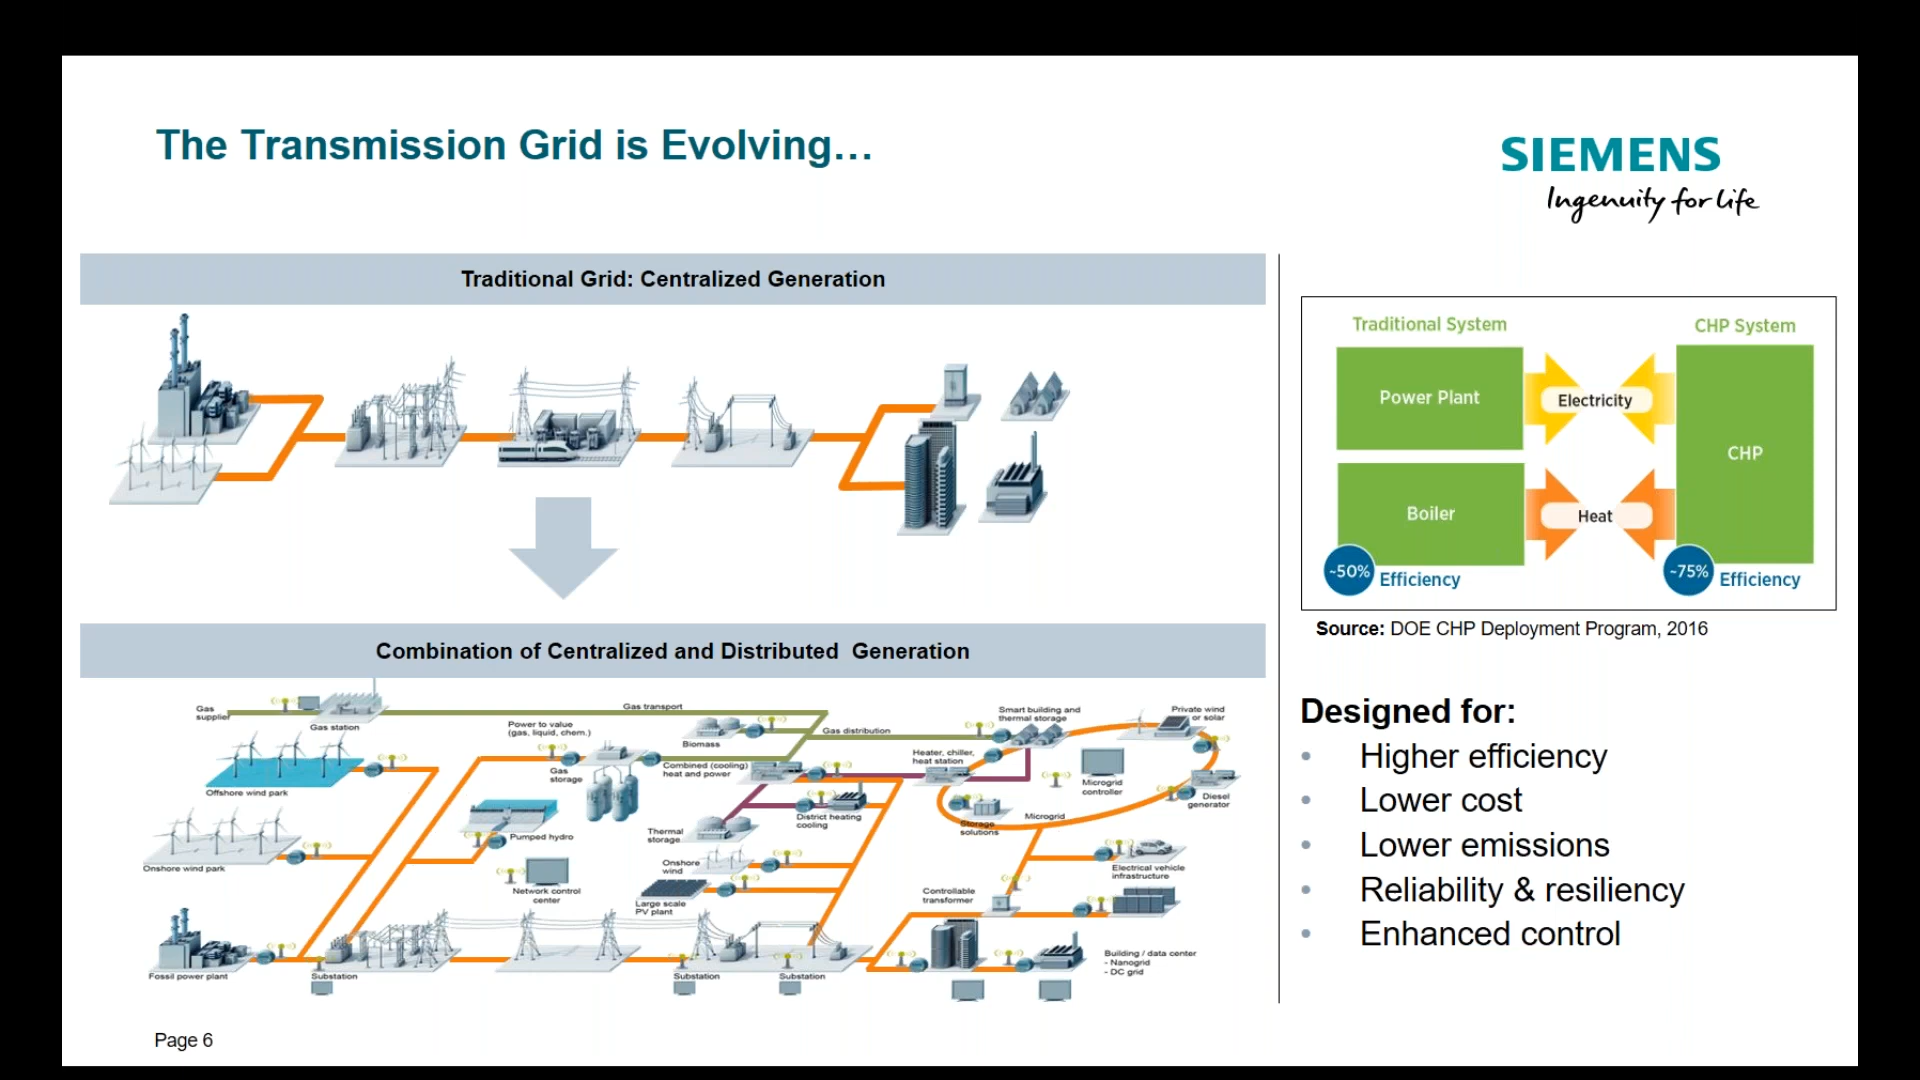 The Transmission Grid is Evolving…
SIEMENS
Ingenuity for life
Traditional Grid: Centralized Generation
Combination of Centralized and Distributed Generation
Gas
supplier
Gas station
Gas transport
Power to value
(gas, liquid, chem.)
Biomass
Gas distribution
Smart building and
thermal storage
Private wind
or solar
Offshore wind park
Gas
storage
Combined (cooling)
heat and power
Heater, chiller,
heat station
Microgrid
controller
Diesel
generator
Pumped hydro
Thermal
storage
District heating
cooling
Storage
solutions
Microgrid
Onshore wind park
Network control
center
Onshore
wind
Large scale
PV plant
Electrical vehicle
infrastructure
Controllable
transformer
Fossil power plant
Substation
Substation
Substation
Building / data center
- Nanogrid
- DC grid
Traditional System
CHP System
Power Plant
Electricity
CHP
Boiler
Heat
~50%
Efficiency
~75%
Efficiency
Source: DOE CHP Deployment Program, 2016
Designed for:
• Higher efficiency
• Lower cost
• Lower emissions
• Reliability & resiliency
• Enhanced control
Page 6